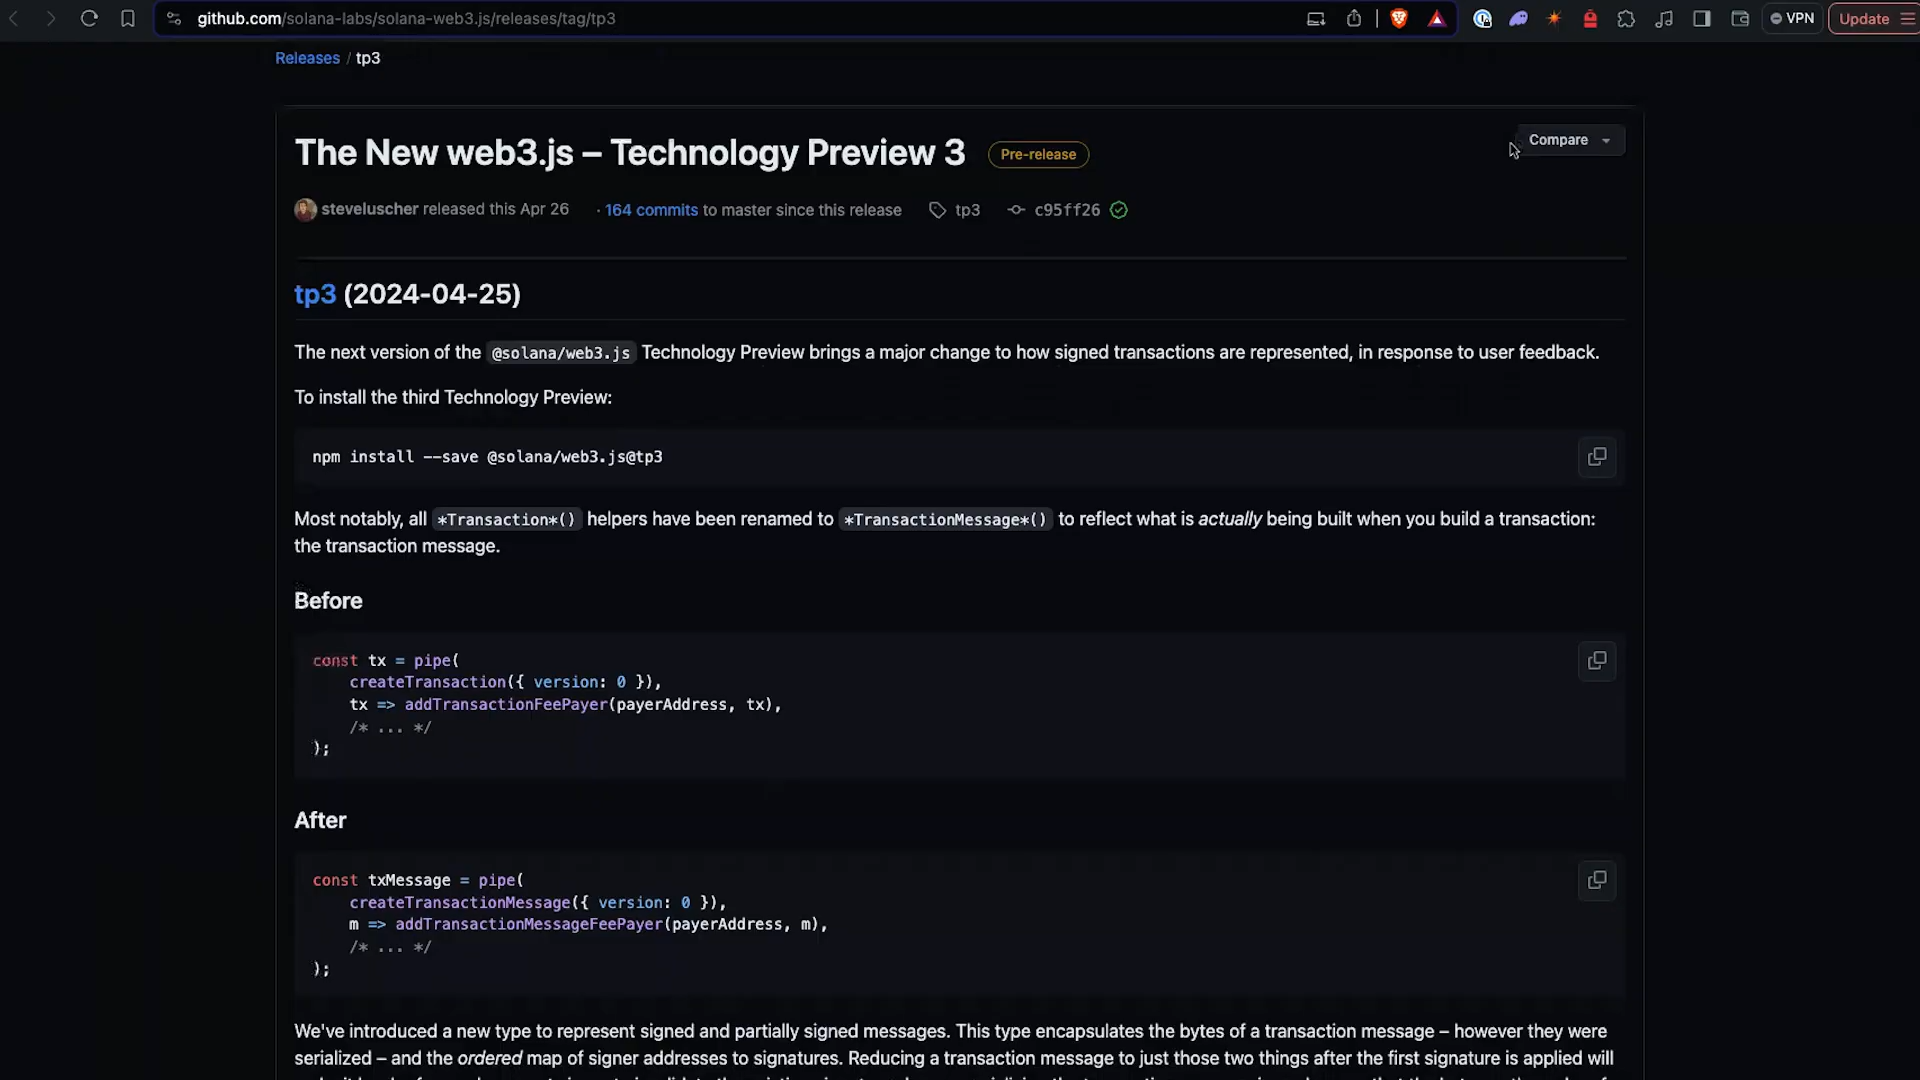 github.com/solana-labs/solana-web3.js/releases/tag/tp3
VPN
Update
Releases / tp3
The New web3.js – Technology Preview 3 Pre-release
Compare
steveluscher released this Apr 26 · 164 commits to master since this release tp3 c95ff26
tp3 (2024-04-25)
The next version of the @solana/web3.js Technology Preview brings a major change to how signed transactions are represented, in response to user feedback.
To install the third Technology Preview:
npm install --save @solana/web3.js@tp3
Most notably, all *Transaction*() helpers have been renamed to *TransactionMessage*() to reflect what is actually being built when you build a transaction:
the transaction message.
Before
const tx = pipe(
createTransaction({ version: 0 }),
tx => addTransactionFeePayer(payerAddress, tx),
/* ... */
);
After
const txMessage = pipe(
createTransactionMessage({ version: 0 }),
m => addTransactionMessageFeePayer(payerAddress, m),
/* ... */
);
We've introduced a new type to represent signed and partially signed messages. This type encapsulates the bytes of a transaction message – however they were
serialized – and the ordered map of signer addresses to signatures. Reducing a transaction message to just those two things after the first signature is applied will